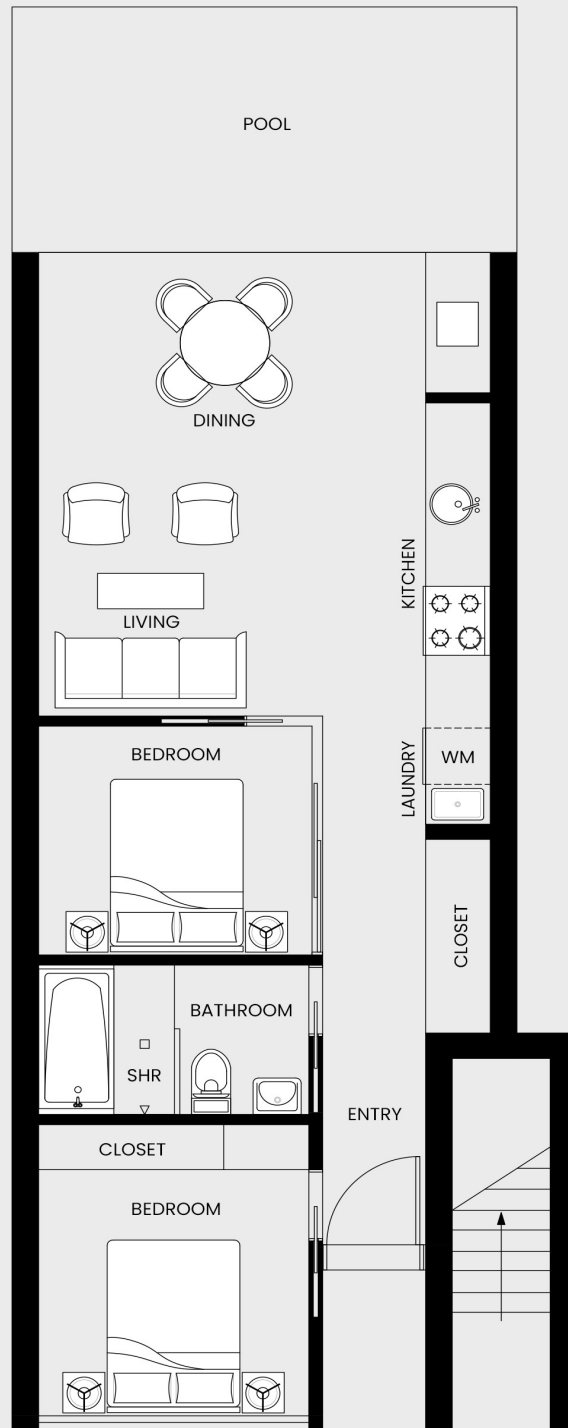 POOL
DINING
KITCHEN
LIVING
BEDROOM
LAUNDRY
WM
CLOSET
BATHROOM
SHR
ENTRY
CLOSET
BEDROOM